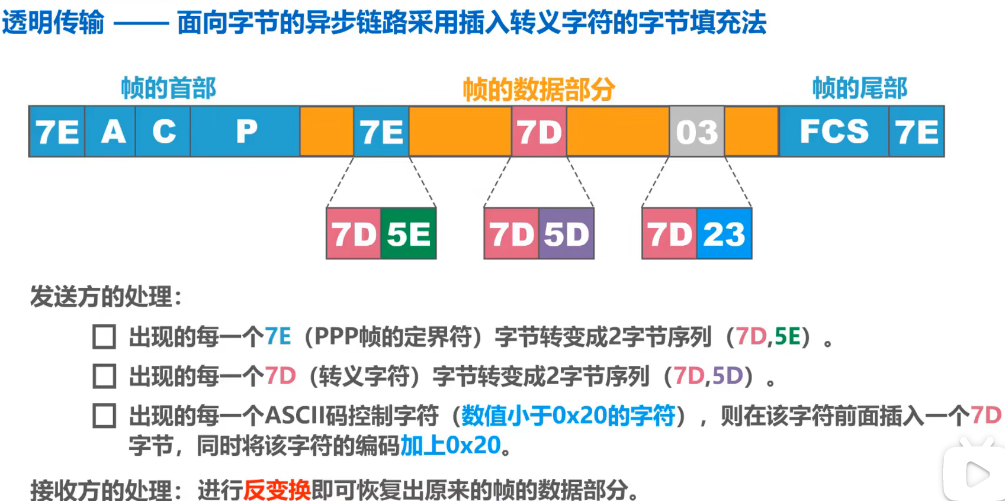 透明传输 —— 面向字节的异步链路采用插入转义字符的字节填充法
帧的首部 帧的数据部分 帧的尾部
7E A C P 7E 7D 03 FCS 7E
7D 5E 7D 5D 7D 23
发送方的处理：
出现的每一个7E（PPP帧的定界符）字节转变成2字节序列（7D,5E）。
出现的每一个7D（转义字符）字节转变成2字节序列（7D,5D）。
出现的每一个ASCII码控制字符（数值小于0x20的字符），则在该字符前面插入一个7D
字节，同时将该字符的编码加上0x20。
接收方的处理：进行反变换即可恢复出原来的帧的数据部分。